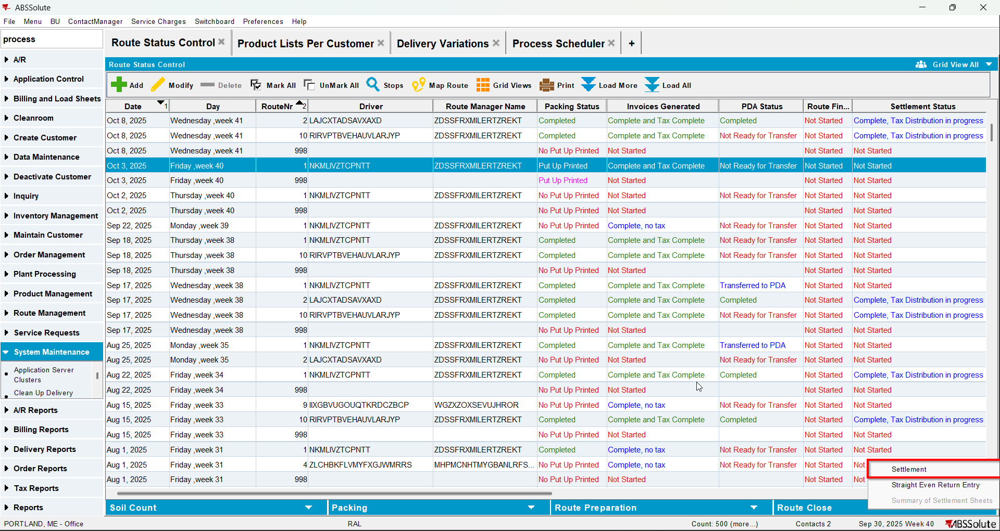 ABSSolute
File Menu BU ContactManager Service Charges Switchboard Preferences Help
process
Route Status Control Product Lists Per Customer Delivery Variations Process Scheduler +
A/R
Application Control
Billing and Load Sheets
Cleanroom
Create Customer
Data Maintenance
Deactivate Customer
Inquiry
Inventory Management
Maintain Customer
Order Management
Plant Processing
Product Management
Route Management
Service Requests
System Maintenance
Application Server
Clusters
Clean Up Delivery
A/R Reports
Billing Reports
Delivery Reports
Order Reports
Tax Reports
Reports
Route Status Control Grid View All
Add Modify Delete Mark All UnMark All Stops Map Route Grid Views Print Load More Load All
Date 1 Day RouteNr 2 Driver Route Manager Name Packing Status Invoices Generated PDA Status Route Fin... Settlement Status
Oct 8, 2025 Wednesday ,week 41 2 LAJCXTADSAVXAXD ZDSSFRXMILERTZREKT Completed Complete and Tax Complete Completed Not Started Complete, Tax Distribution in progress
Oct 8, 2025 Wednesday ,week 41 10 RIRVPTBVEHAUVLARJYP ZDSSFRXMILERTZREKT Completed Complete and Tax Complete Not Ready for Transfer Not Started Complete, Tax Distribution in progress
Oct 8, 2025 Wednesday ,week 41 998 No Put Up Printed Not Started Not Started Not Started
Oct 3, 2025 Friday ,week 40 1 NKMLIVZTCPNTT ZDSSFRXMILERTZREKT Put Up Printed Complete and Tax Complete Not Ready for Transfer Not Started Not Started
Oct 3, 2025 Friday ,week 40 998 Put Up Printed Not Started Not Started Not Started
Oct 2, 2025 Thursday ,week 40 1 NKMLIVZTCPNTT ZDSSFRXMILERTZREKT No Put Up Printed Not Started Not Ready for Transfer Not Started Not Started
Oct 2, 2025 Thursday ,week 40 998 No Put Up Printed Not Started Not Started Not Started
Sep 22, 2025 Monday ,week 39 1 NKMLIVZTCPNTT ZDSSFRXMILERTZREKT No Put Up Printed Complete, no tax Not Ready for Transfer Not Started Not Started
Sep 18, 2025 Thursday ,week 38 1 NKMLIVZTCPNTT ZDSSFRXMILERTZREKT Completed Complete and Tax Complete Not Ready for Transfer Not Started Not Started
Sep 18, 2025 Thursday ,week 38 10 RIRVPTBVEHAUVLARJYP ZDSSFRXMILERTZREKT Completed Complete and Tax Complete Not Ready for Transfer Not Started Not Started
Sep 18, 2025 Thursday ,week 38 998 No Put Up Printed Not Started Not Started Not Started
Sep 17, 2025 Wednesday ,week 38 1 NKMLIVZTCPNTT ZDSSFRXMILERTZREKT Completed Complete and Tax Complete Transferred to PDA Not Started Not Started
Sep 17, 2025 Wednesday ,week 38 2 LAJCXTADSAVXAXD ZDSSFRXMILERTZREKT Completed Complete and Tax Complete Completed Not Started Complete, Tax Distribution in progress
Sep 17, 2025 Wednesday ,week 38 10 RIRVPTBVEHAUVLARJYP ZDSSFRXMILERTZREKT Completed Complete and Tax Complete Not Ready for Transfer Not Started Complete, Tax Distribution in progress
Sep 17, 2025 Wednesday ,week 38 998 No Put Up Printed Not Started Not Started Not Started
Aug 25, 2025 Monday ,week 35 1 NKMLIVZTCPNTT ZDSSFRXMILERTZREKT Completed Complete and Tax Complete Transferred to PDA Not Started Not Started
Aug 25, 2025 Monday ,week 35 2 LAJCXTADSAVXAXD ZDSSFRXMILERTZREKT No Put Up Printed Not Started Not Ready for Transfer Not Started Not Started
Aug 22, 2025 Friday ,week 34 1 NKMLIVZTCPNTT ZDSSFRXMILERTZREKT Completed Complete and Tax Complete Completed Not Started Complete, Tax Distribution in progress
Aug 22, 2025 Friday ,week 34 998 No Put Up Printed Not Started Not Started Not Started
Aug 15, 2025 Friday ,week 33 9 IIXGBVUGOUQTKRDCZBCP WGZXZOXSEVUJHROR No Put Up Printed Complete, no tax Not Ready for Transfer Not Started Not Started
Aug 15, 2025 Friday ,week 33 10 RIRVPTBVEHAUVLARJYP ZDSSFRXMILERTZREKT Completed Complete and Tax Complete Completed Not Started Complete, Tax Distribution in progress
Aug 15, 2025 Friday ,week 33 998 No Put Up Printed Not Started Not Started Not Started
Aug 1, 2025 Friday ,week 31 1 NKMLIVZTCPNTT ZDSSFRXMILERTZREKT Completed Complete, no tax Not Ready for Transfer Not Started Not Started
Aug 1, 2025 Friday ,week 31 4 ZLCHBKFLVMYFXGJWMRRS MHPMCNHTMYGBANLRFS... No Put Up Printed Complete, no tax Not Ready for Transfer Not Started Not
Aug 1, 2025 Friday ,week 31 998 No Put Up Printed Not Started Not Started Not
Settlement
Straight Even Return Entry
Summary of Settlement Sheets
Soil Count Packing Route Preparation Route Close
PORTLAND, ME - Office RAL Count: 500 (more...) Contacts 2 Sep 30, 2025 Week 40 ABSSolute